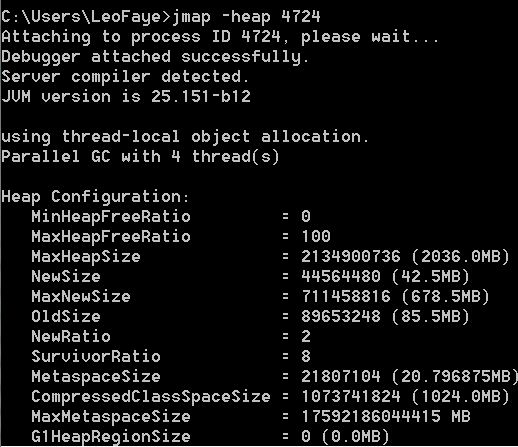 C:\Users\LeoFaye>jmap -heap 4724
Attaching to process ID 4724, please wait...
Debugger attached successfully.
Server compiler detected.
JVM version is 25.151-b12
using thread-local object allocation.
Parallel GC with 4 thread(s)
Heap Configuration:
MinHeapFreeRatio = 0
MaxHeapFreeRatio = 100
MaxHeapSize = 2134900736 (2036.0MB)
NewSize = 44564480 (42.5MB)
MaxNewSize = 711458816 (678.5MB)
OldSize = 89653248 (85.5MB)
NewRatio = 2
SurvivorRatio = 8
MetaspaceSize = 21807104 (20.796875MB)
CompressedClassSpaceSize = 1073741824 (1024.0MB)
MaxMetaspaceSize = 17592186044415 MB
G1HeapRegionSize = 0 (0.0MB)